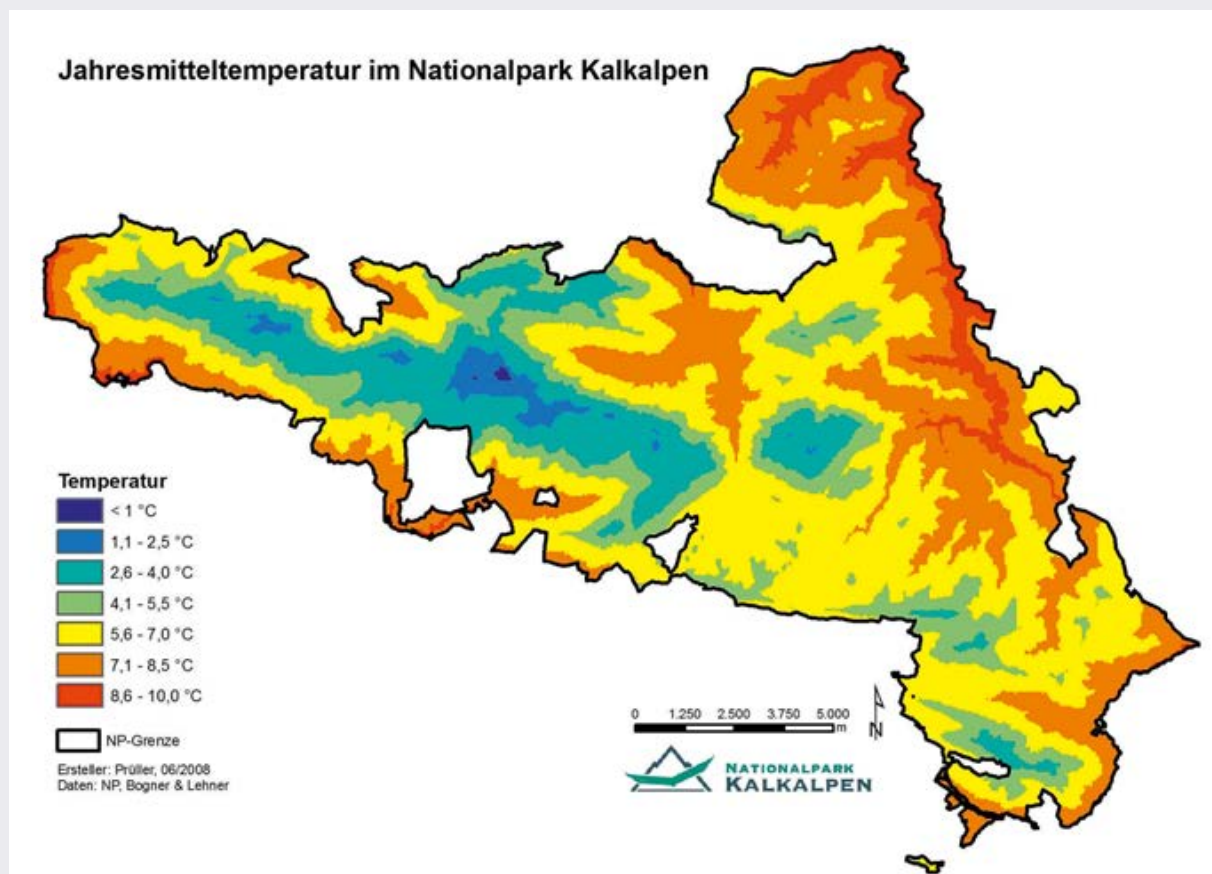 Jahresmitteltemperatur im Nationalpark Kalkalpen
Temperatur
< 1 °C
1,1 - 2,5 °C
2,6 - 4,0 °C
4,1 - 5,5 °C
5,6 - 7,0 °C
7,1 - 8,5 °C
8,6 - 10,0 °C
NP-Grenze
Ersteller: Prüller, 06/2008
Daten: NP, Bogner & Lehner
0 1.250 2.500 3.750 5.000
m
N
NATIONALPARK
KALKALPEN